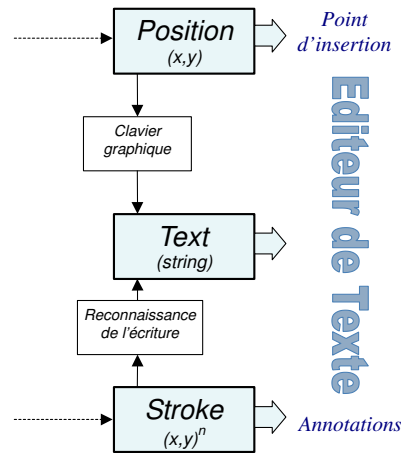 Position
(x,y)
Point
d'insertion
Clavier
graphique
Text
(string)
Editeur de Texte
Reconnaissance
de l'écriture
Stroke
(x,y)ⁿ
Annotations